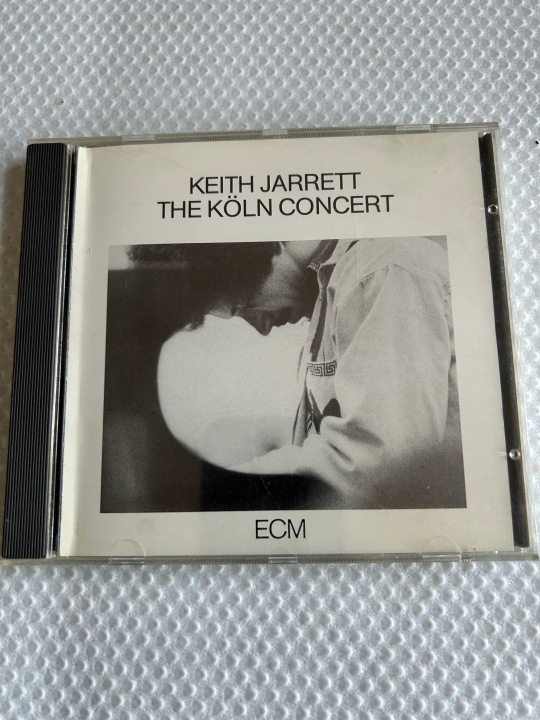 KEITH JARRETT
THE KÖLN CONCERT
ECM